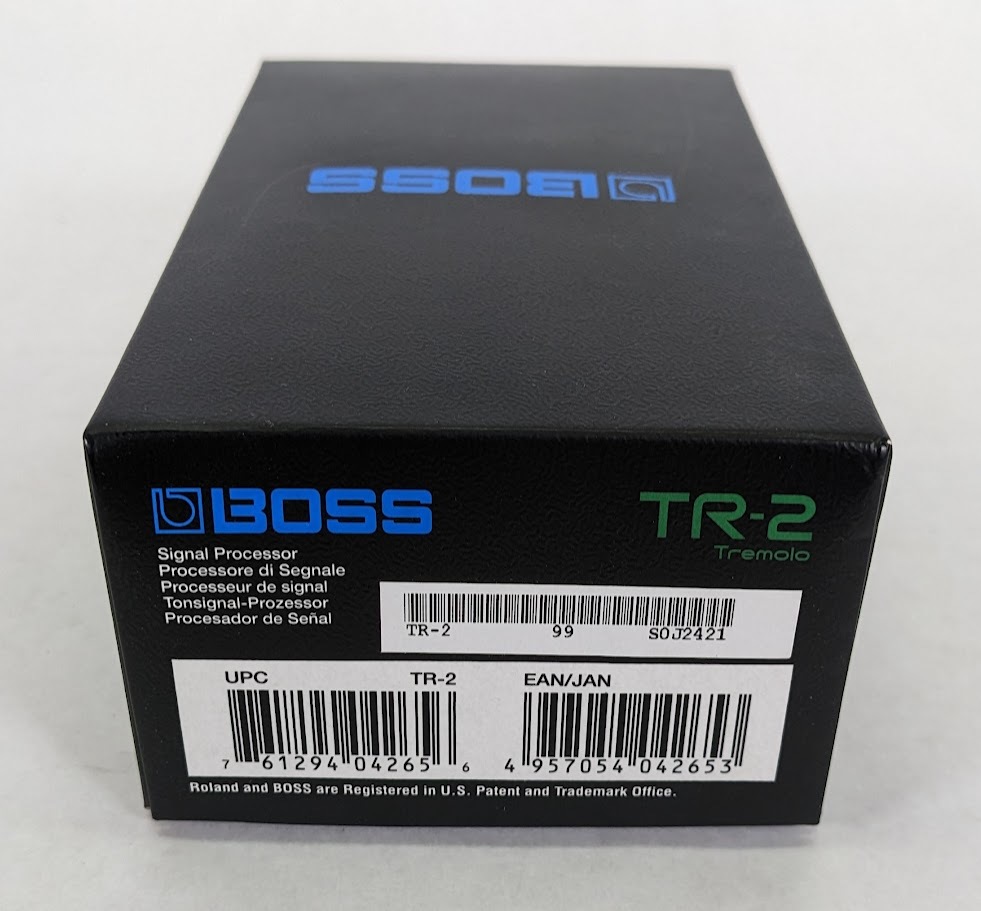 BOSS
BOSS
TR-2
Tremolo
Signal Processor
Processore di Segnale
Processeur de signal
Tonsignal-Prozessor
Procesador de Señal
TR-2 99 S0J2421
UPC TR-2 EAN/JAN
7 61294 04265 6 4 957054 042653
Roland and BOSS are Registered in U.S. Patent and Trademark Office.